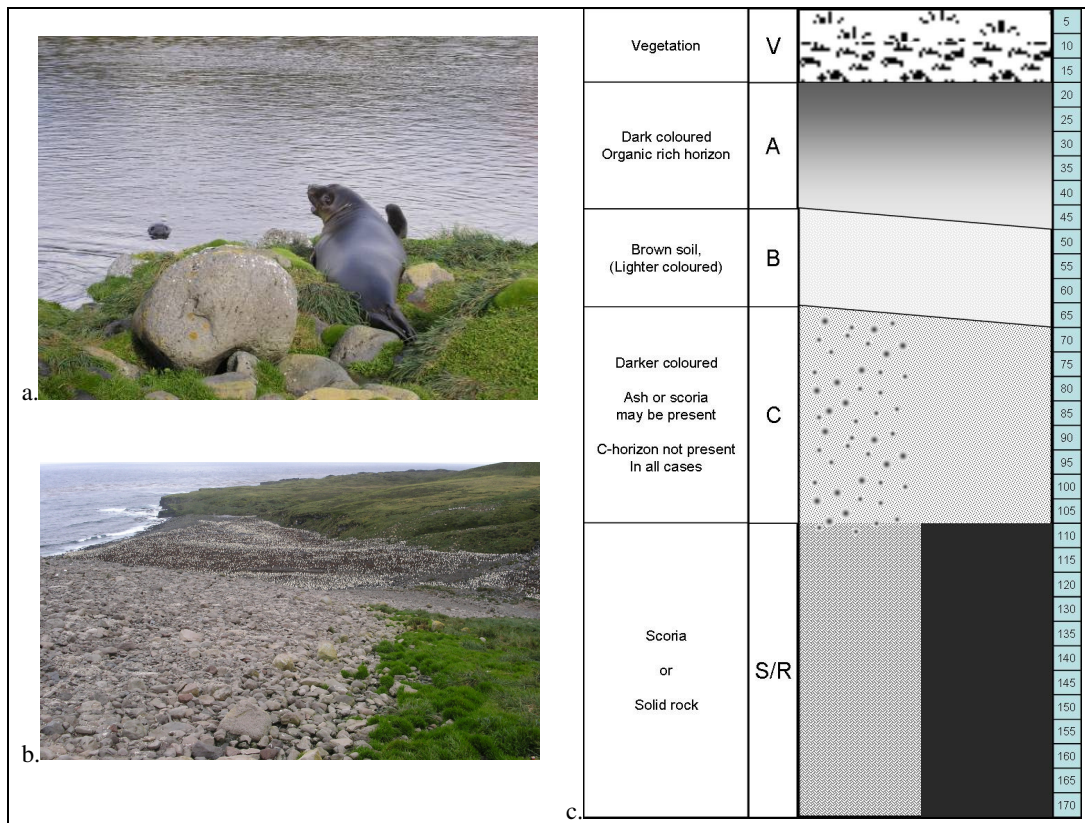 a.
b.
c.
Vegetation
V
Dark coloured
Organic rich horizon
A
Brown soil,
(Lighter coloured)
B
Darker coloured
Ash or scoria
may be present
C-horizon not present
In all cases
C
Scoria
or
Solid rock
S/R
5
10
15
20
25
30
35
40
45
50
55
60
65
70
75
80
85
90
95
100
105
110
115
120
130
135
140
145
150
155
160
165
170